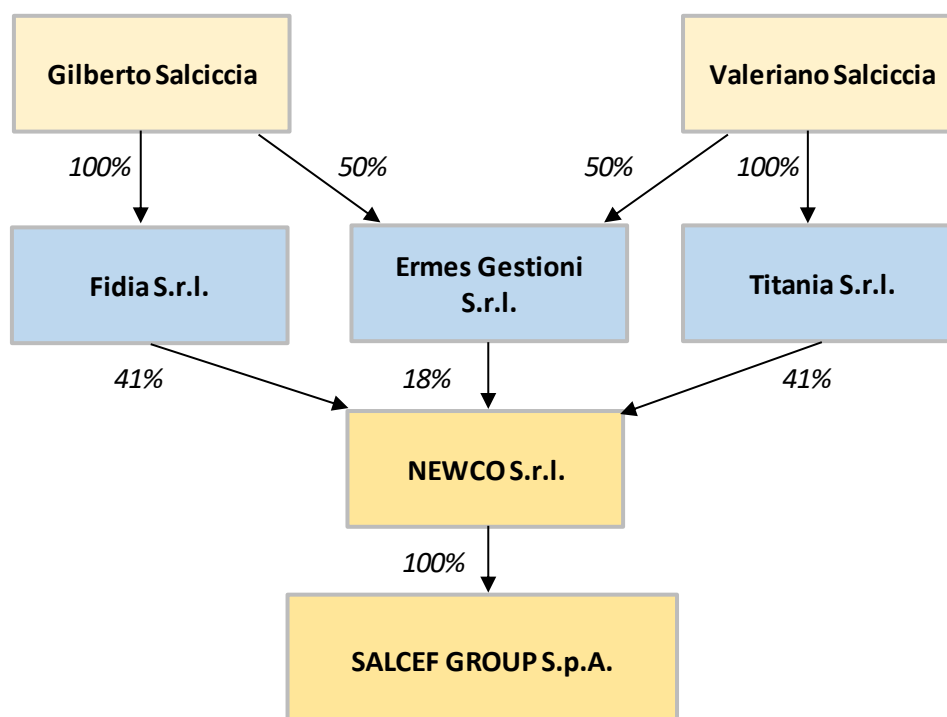 Gilberto Salciccia
Valeriano Salciccia
100%
50%
50%
100%
Fidia S.r.l.
Ermes Gestioni
S.r.l.
Titania S.r.l.
41%
18%
41%
NEWCO S.r.l.
100%
SALCEF GROUP S.p.A.